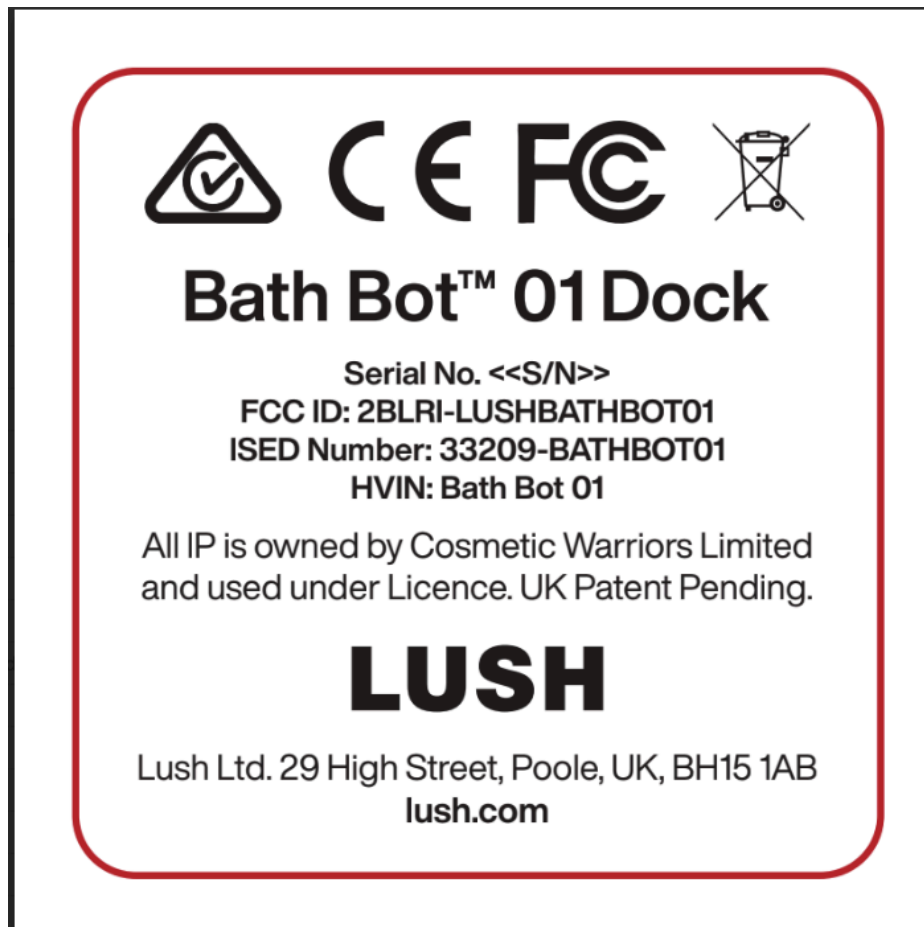 CE FC
Bath Bot™ 01 Dock
Serial No. <<S/N>>
FCC ID: 2BLRI-LUSHBATHBOT01
ISED Number: 33209-BATHBOT01
HVIN: Bath Bot 01
All IP is owned by Cosmetic Warriors Limited
and used under Licence. UK Patent Pending.
LUSH
Lush Ltd. 29 High Street, Poole, UK, BH15 1AB
lush.com